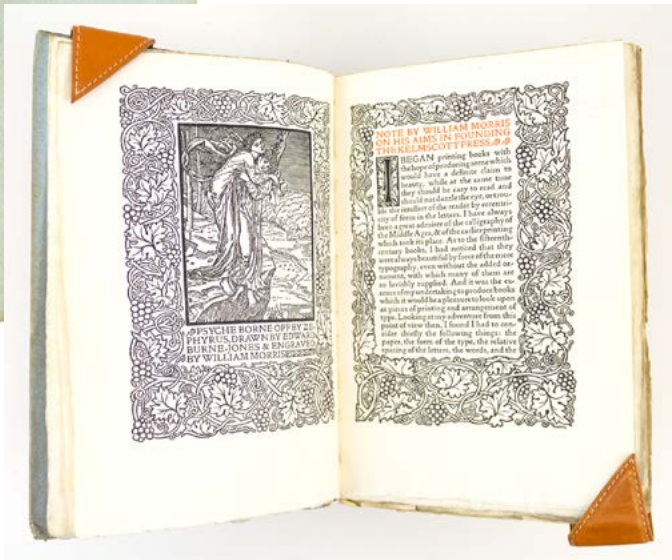 PSYCHE BORNE OFF BY ZE-
PHYRUS, DRAWN BY EDWARD
BURNE-JONES & ENGRAVED
BY WILLIAM MORRIS
NOTE BY WILLIAM MORRIS
ON HIS AIMS IN FOUNDING
THE KELMSCOTT PRESS
I BEGAN printing books with
the hope of producing some which
would have a definite claim to
beauty, while at the same time
they should be easy to read and
should not dazzle the eye, or trou-
ble the intellect of the reader by eccentri-
city of form in the letters. I have always
been a great admirer of the calligraphy of
the Middle Ages, & of the earlier printing
which took its place. As to the fifteenth-
century books, I had noticed that they
were always beautiful by force of the mere
typography, even without the added or-
nament, with which many of them are
so lavishly supplied. And it was the es-
sence of my undertaking to produce books
which it would be a pleasure to look upon
as pieces of printing and arrangement of
type. Looking at my adventure from this
point of view then, I found I had to con-
sider chiefly the following things: the
paper, the form of the type, the relative
spacing of the letters, the words, and the